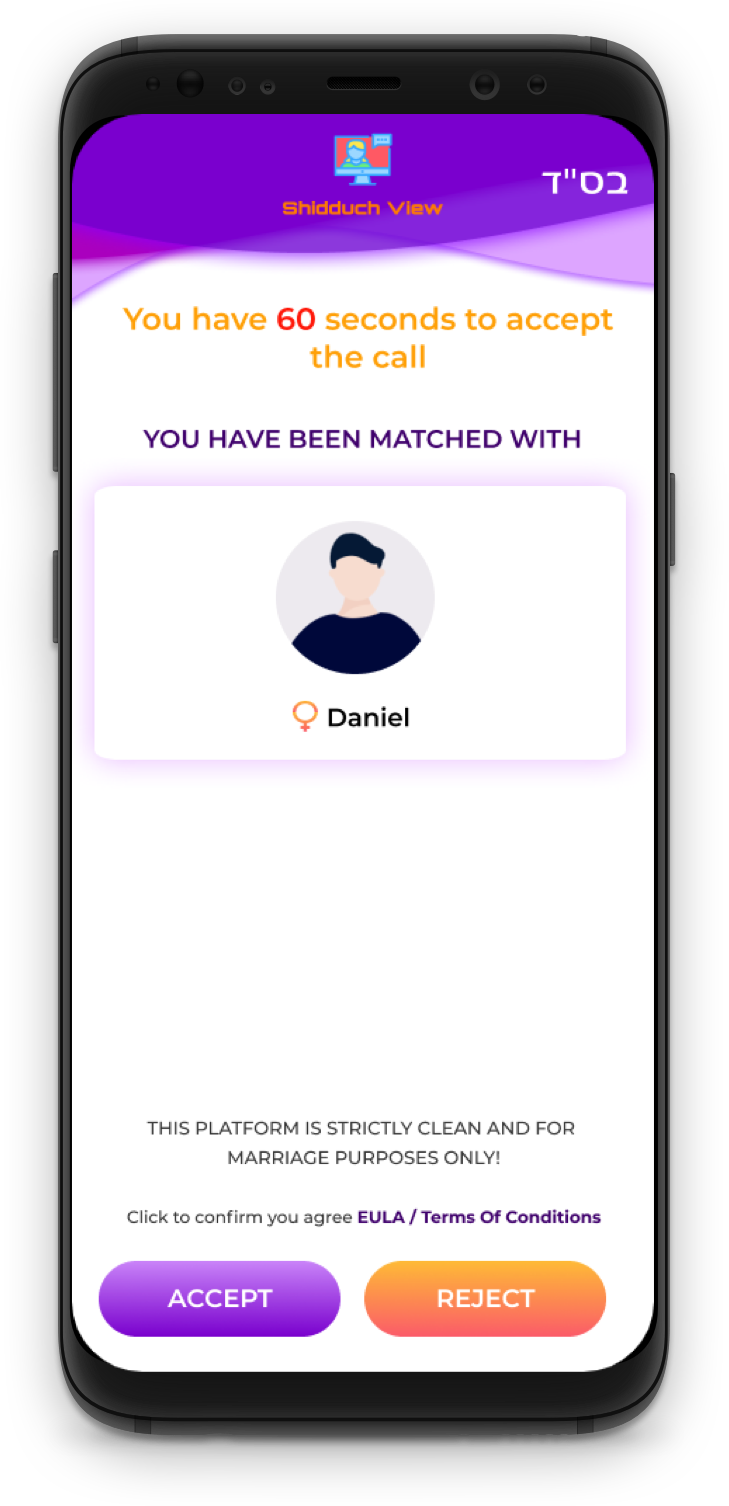 בס"ד
Shidduch View
You have 60 seconds to accept
the call
YOU HAVE BEEN MATCHED WITH
Daniel
THIS PLATFORM IS STRICTLY CLEAN AND FOR
MARRIAGE PURPOSES ONLY!
Click to confirm you agree EULA / Terms Of Conditions
ACCEPT
REJECT